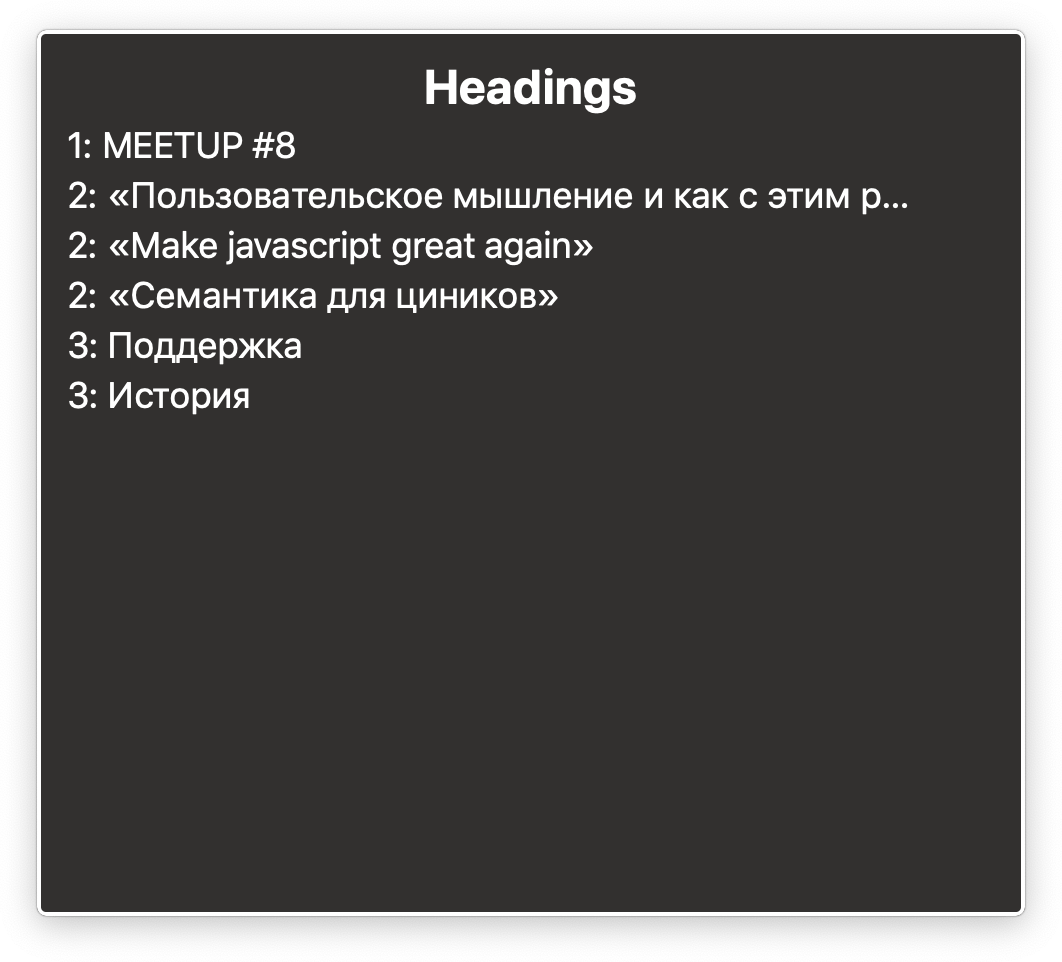 Headings
1: MEETUP #8
2: «Пользовательское мышление и как с этим р...
2: «Make javascript great again»
2: «Семантика для циников»
3: Поддержка
3: История